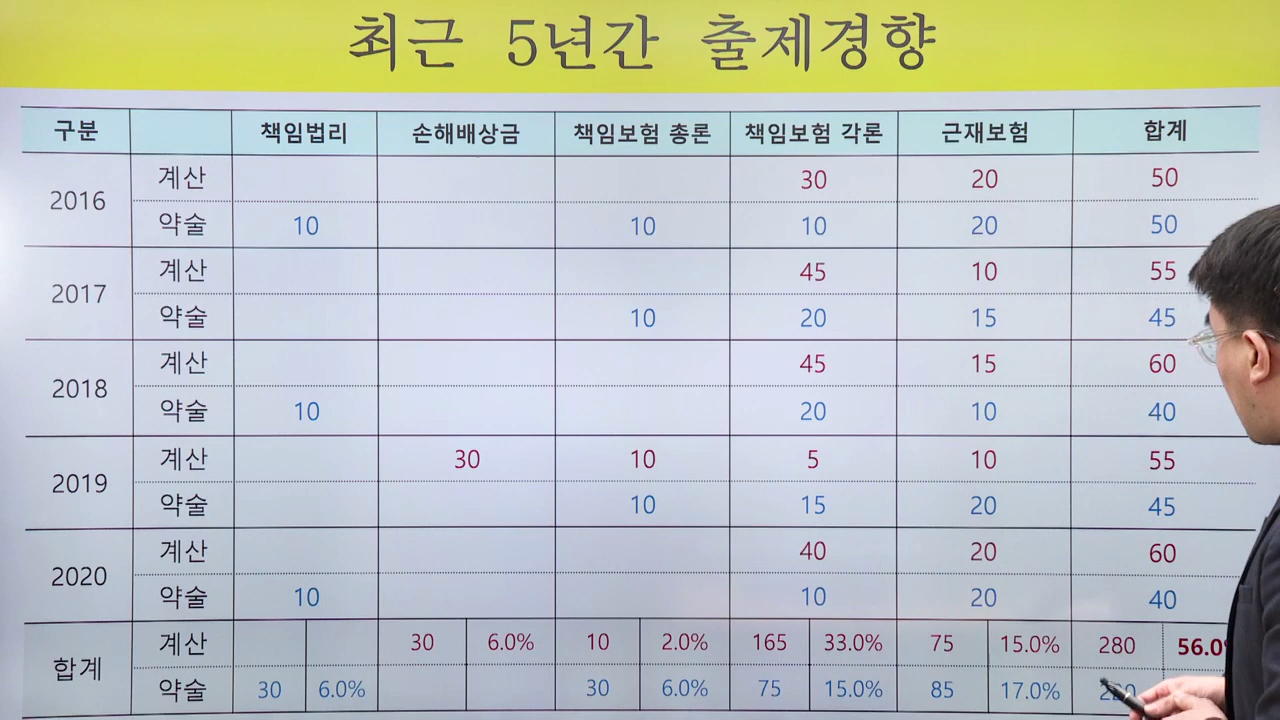 최근 5년간 출제경향
구분 책임법리 손해배상금 책임보험 총론 책임보험 각론 근재보험 합계
2016 계산 30 20 50
약술 10 10 10 20 50
2017 계산 45 10 55
약술 10 20 15 45
2018 계산 45 15 60
약술 10 20 10 40
2019 계산 30 10 5 10 55
약술 10 15 20 45
2020 계산 40 20 60
약술 10 10 20 40
합계 계산 30 6.0% 10 2.0% 165 33.0% 75 15.0% 280 56.0
약술 30 6.0% 30 6.0% 75 15.0% 85 17.0%